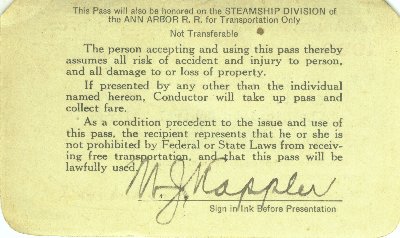 This Pass will also be honored on the STEAMSHIP DIVISION of
the ANN ARBOR R. R. for Transportation Only
Not Transferable
The person accepting and using this pass thereby
assumes all risk of accident and injury to person,
and all damage to or loss of property.
If presented by any other than the individual
named hereon, Conductor will take up pass and
collect fare.
As a condition precedent to the issue and use of
this pass, the recipient represents that he or she is
not prohibited by Federal or State Laws from receiv-
ing free transportation, and that this pass will be
lawfully used.
M. J. Kappler
Sign in Ink Before Presentation